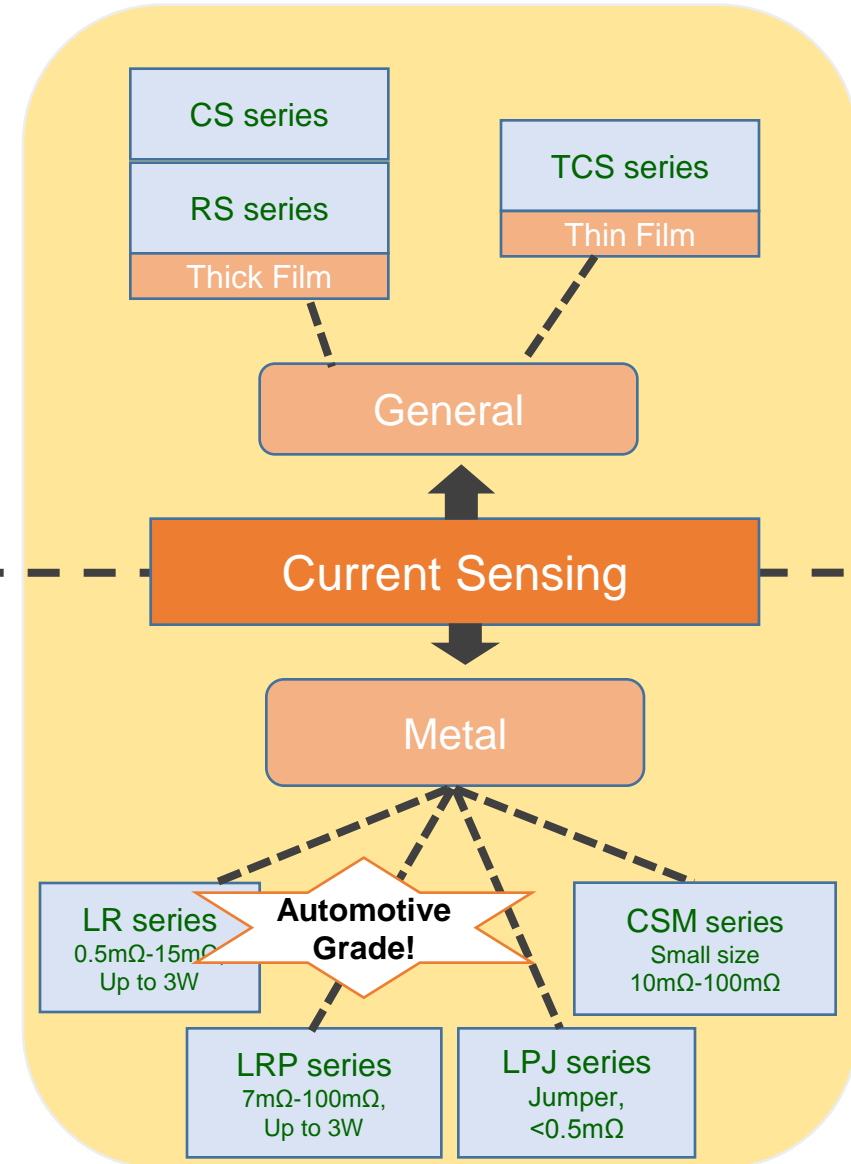 CS series
RS series
Thick Film
TCS series
Thin Film
General
Current Sensing
Metal
LR series
0.5mΩ-15mΩ,
Up to 3W
Automotive
Grade!
CSM series
Small size
10mΩ-100mΩ
LRP series
7mΩ-100mΩ,
Up to 3W
LPJ series
Jumper,
<0.5mΩ